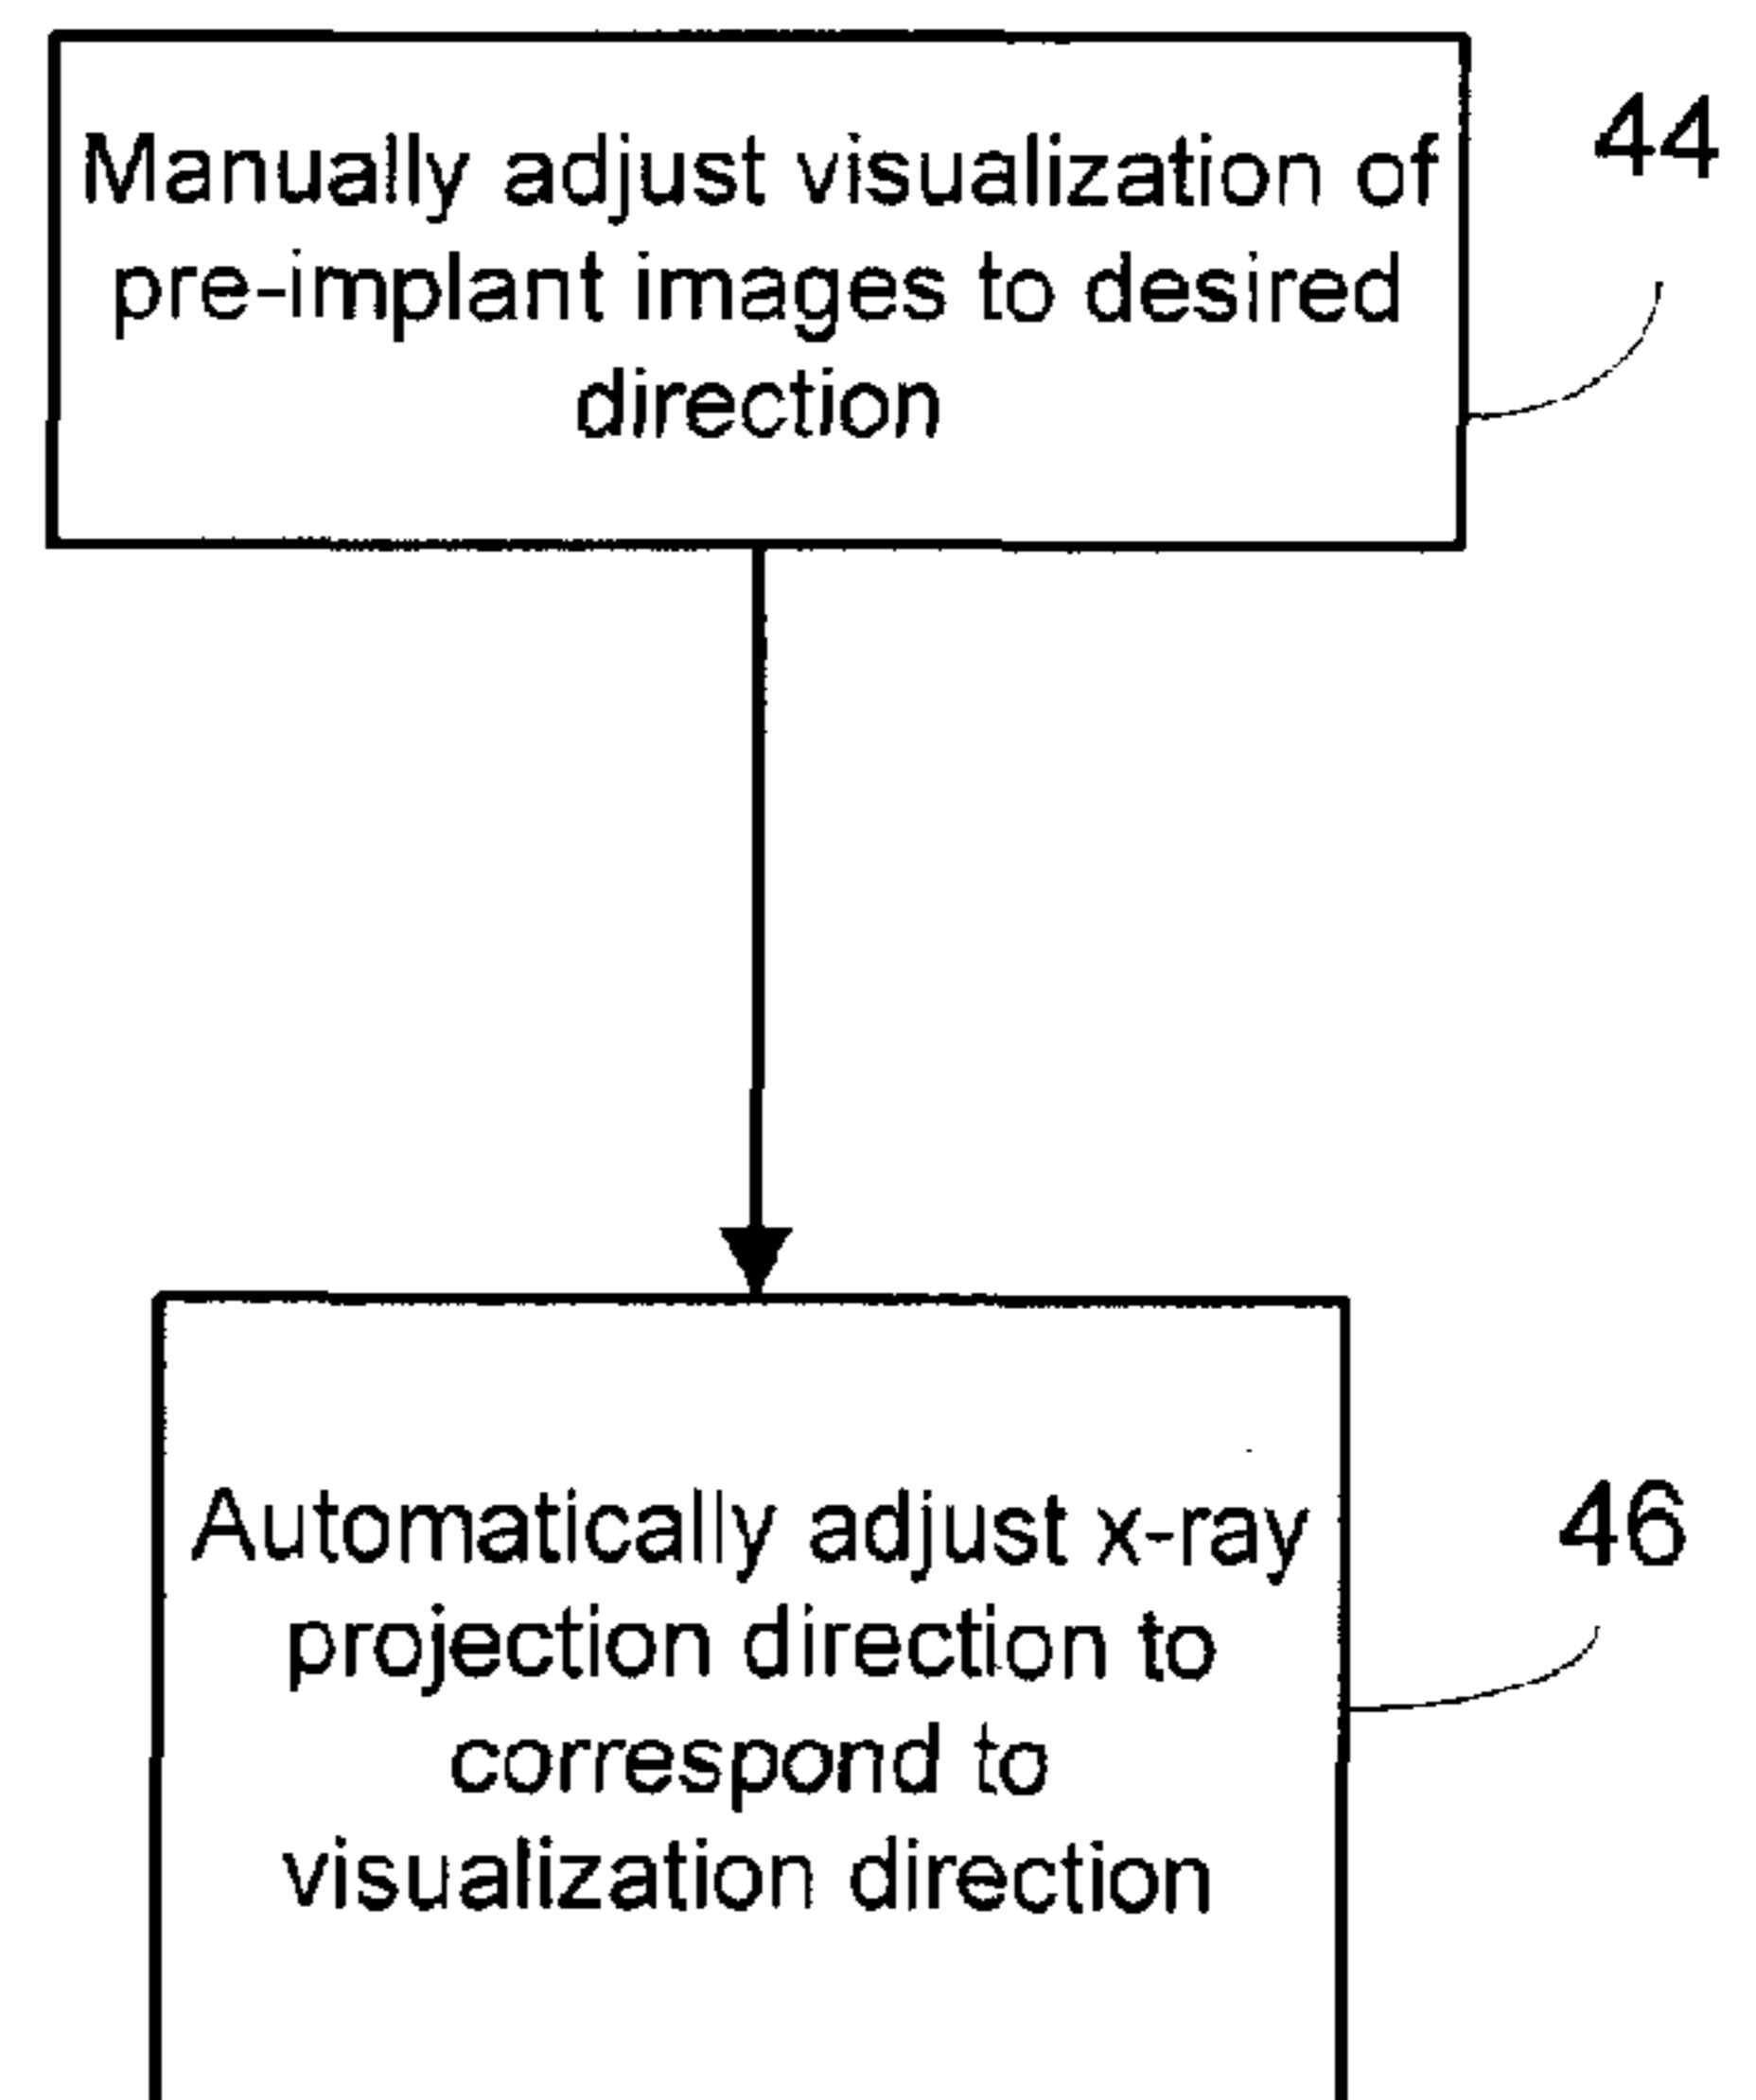 Manually adjust visualization of
pre-implant images to desired
direction
44
Automatically adjust x-ray
projection direction to
correspond to
visualization direction
46